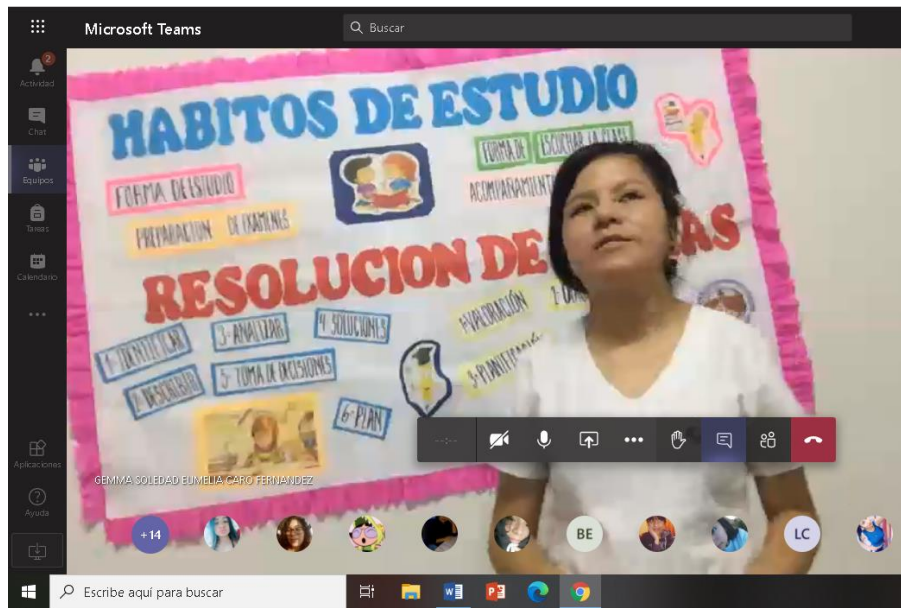 Microsoft Teams
Buscar
2
Actividad
Chat
Equipos
Tareas
Calendario
Aplicaciones
Ayuda
HABITOS DE ESTUDIO
FORMA DE ESTUDIO
FORMA DE ESCUCHAR LA CLASE
PREPARACION DE EXAMENES
RESOLUCION DE
1-IDENTIFICAR
3-ANALIZAR
4 SOLUCIONES
1-VALORACIÓN
2-DESCRIBIR
5- TOMA DE DECISIONES
6-PLAN
GEMMA SOLEDAD EUMELIA CARO FERNANDEZ
+14
BE
LC
Escribe aquí para buscar